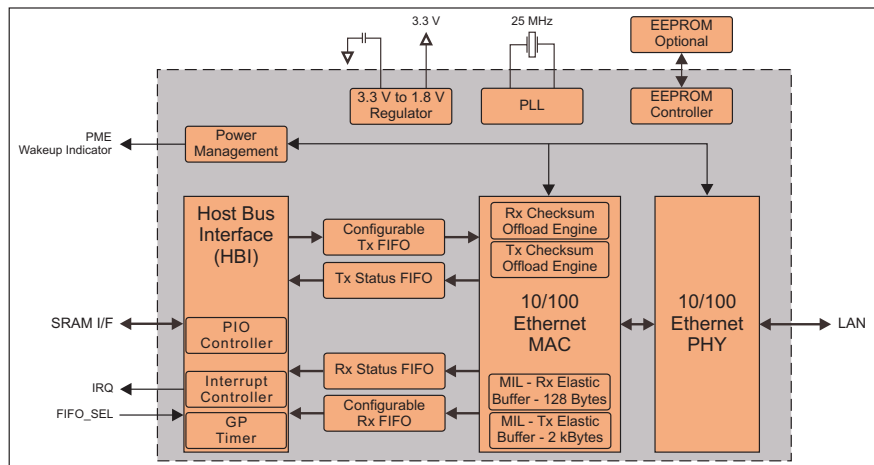 3.3 V
25 MHz
EEPROM
Optional
3.3 V to 1.8 V
Regulator
PLL
EEPROM
Controller
PME
Wakeup Indicator
Power
Management
Host Bus
Interface
(HBI)
Configurable
Tx FIFO
Rx Checksum
Offload Engine
Tx Checksum
Offload Engine
Tx Status FIFO
10/100
Ethernet
MAC
10/100
Ethernet
PHY
SRAM I/F
LAN
PIO
Controller
Rx Status FIFO
IRQ
Interrupt
Controller
MIL - Rx Elastic
Buffer - 128 Bytes
FIFO_SEL
GP
Timer
Configurable
Rx FIFO
MIL - Tx Elastic
Buffer - 2 kBytes